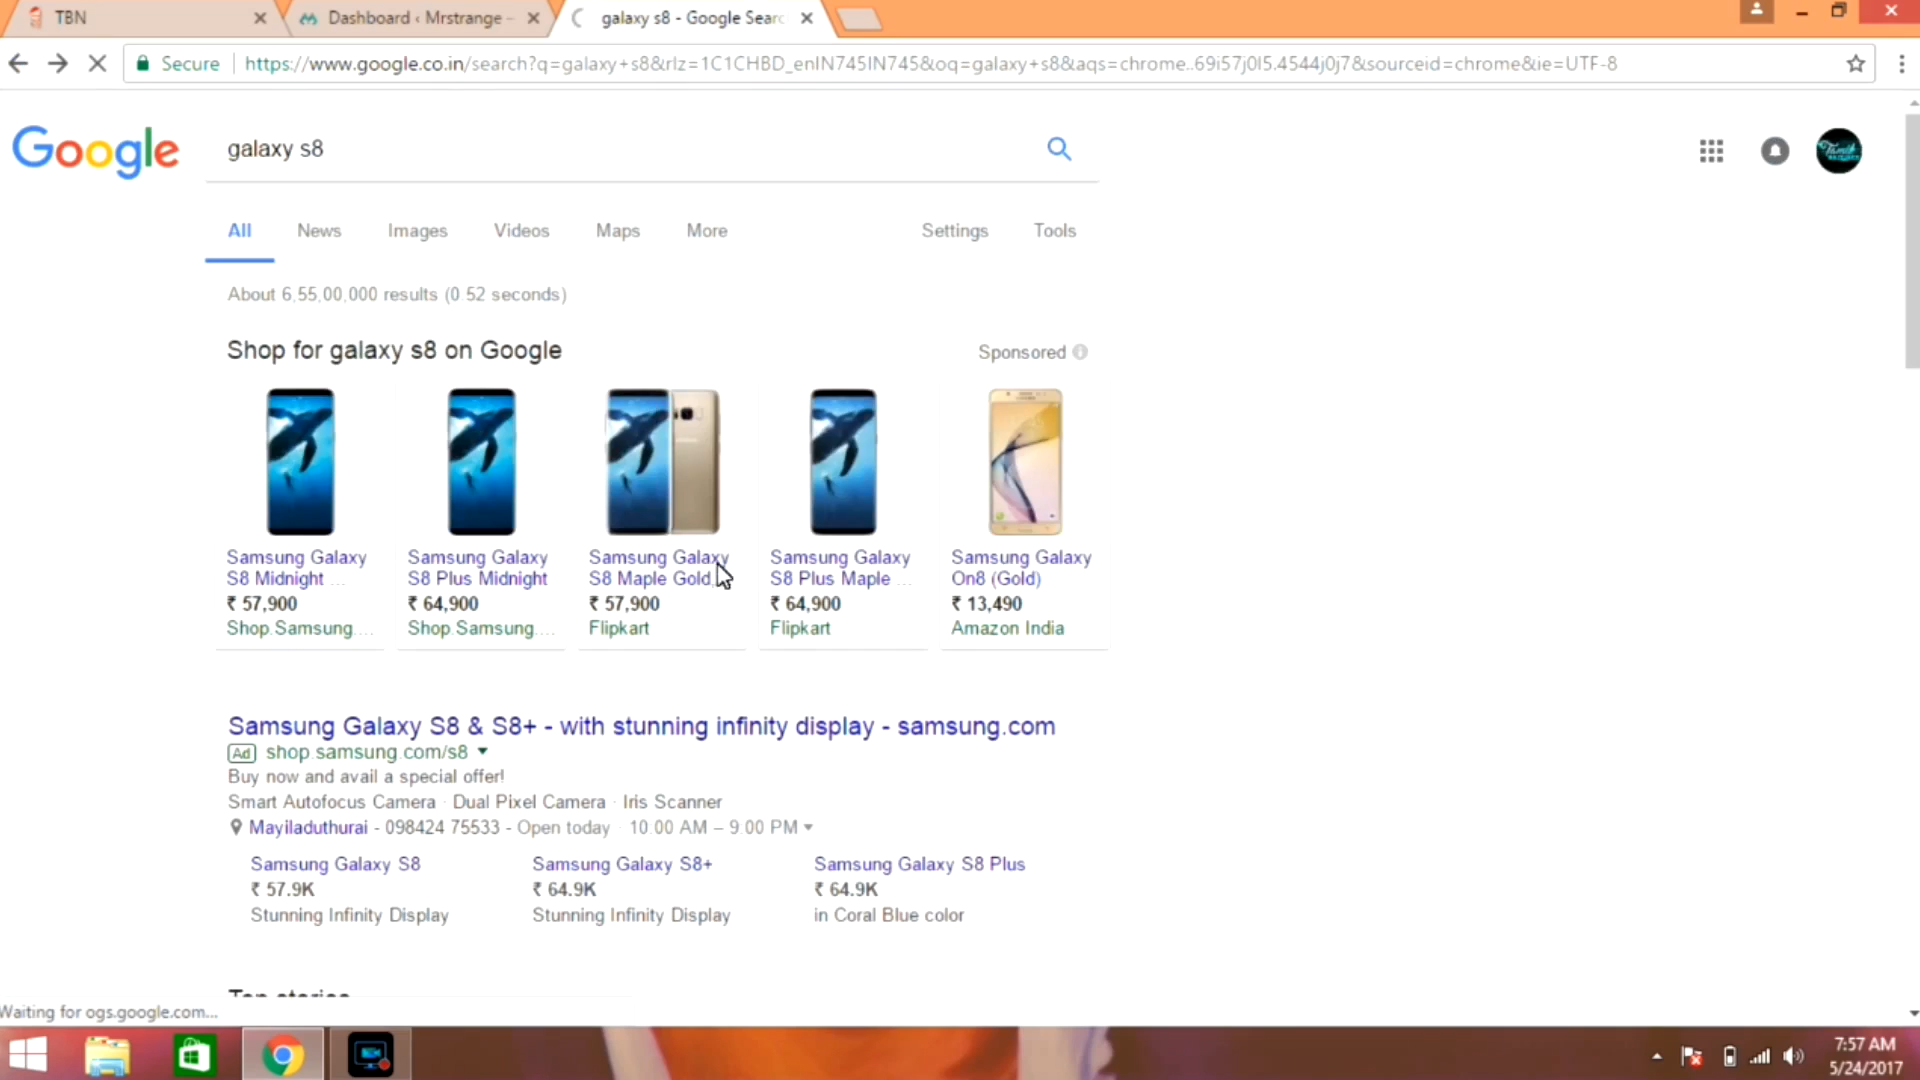 TBN
Dashboard ‹ Mrstrange –
galaxy s8 - Google Searc
Secure
https://www.google.co.in/search?q=galaxy+s8&rlz=1C1CHBD_enIN745IN745&oq=galaxy+s8&aqs=chrome..69i57j0l5.4544j0j7&sourceid=chrome&ie=UTF-8
Google
galaxy s8
All News Images Videos Maps More Settings Tools
About 6,55,00,000 results (0.52 seconds)
Shop for galaxy s8 on Google
Sponsored
Samsung Galaxy
S8 Midnight ...
₹ 57,900
Shop.Samsung....
Samsung Galaxy
S8 Plus Midnight
₹ 64,900
Shop.Samsung....
Samsung Galaxy
S8 Maple Gold,
₹ 57,900
Flipkart
Samsung Galaxy
S8 Plus Maple ...
₹ 64,900
Flipkart
Samsung Galaxy
On8 (Gold)
₹ 13,490
Amazon India
Samsung Galaxy S8 & S8+ - with stunning infinity display - samsung.com
Ad shop.samsung.com/s8
Buy now and avail a special offer!
Smart Autofocus Camera · Dual Pixel Camera · Iris Scanner
Mayiladuthurai - 098424 75533 - Open today · 10:00 AM – 9:00 PM
Samsung Galaxy S8
₹ 57.9K
Stunning Infinity Display
Samsung Galaxy S8+
₹ 64.9K
Stunning Infinity Display
Samsung Galaxy S8 Plus
₹ 64.9K
in Coral Blue color
Top stories
Waiting for ogs.google.com...
7:57 AM
5/24/2017